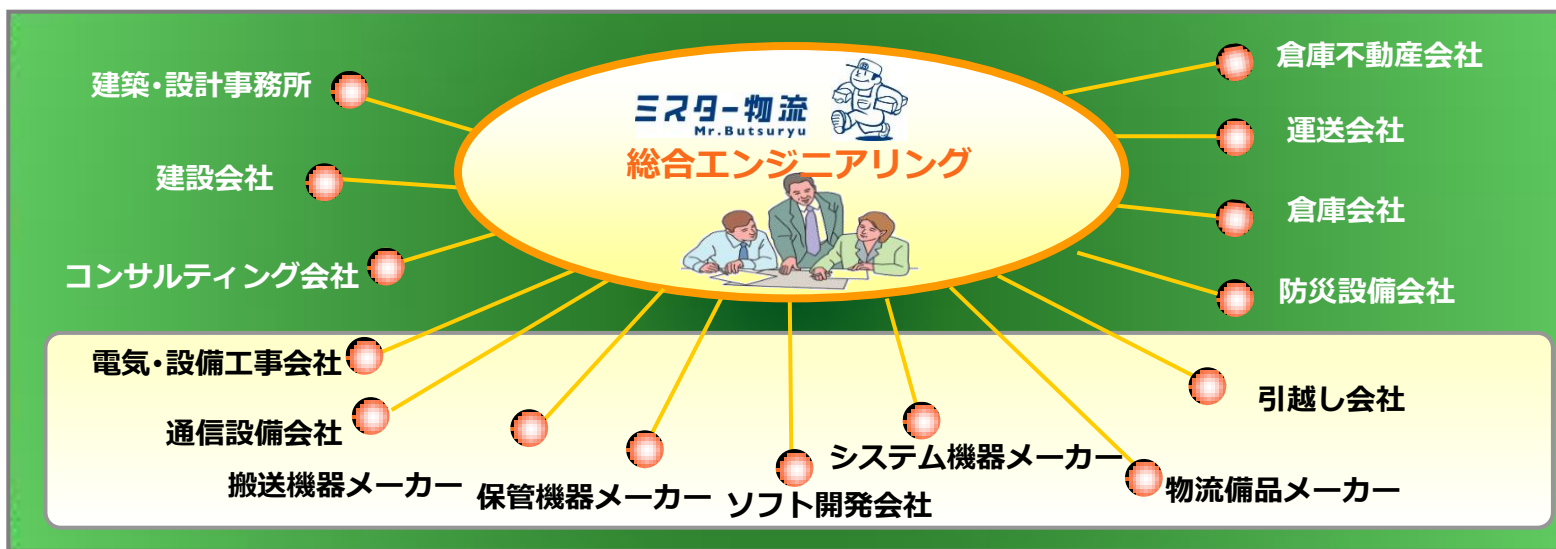 ミスター物流
Mr.Butsuryu
総合エンジニアリング
建築・設計事務所
建設会社
コンサルティング会社
電気・設備工事会社
通信設備会社
搬送機器メーカー
保管機器メーカー
ソフト開発会社
システム機器メーカー
物流備品メーカー
引越し会社
防災設備会社
倉庫会社
運送会社
倉庫不動産会社